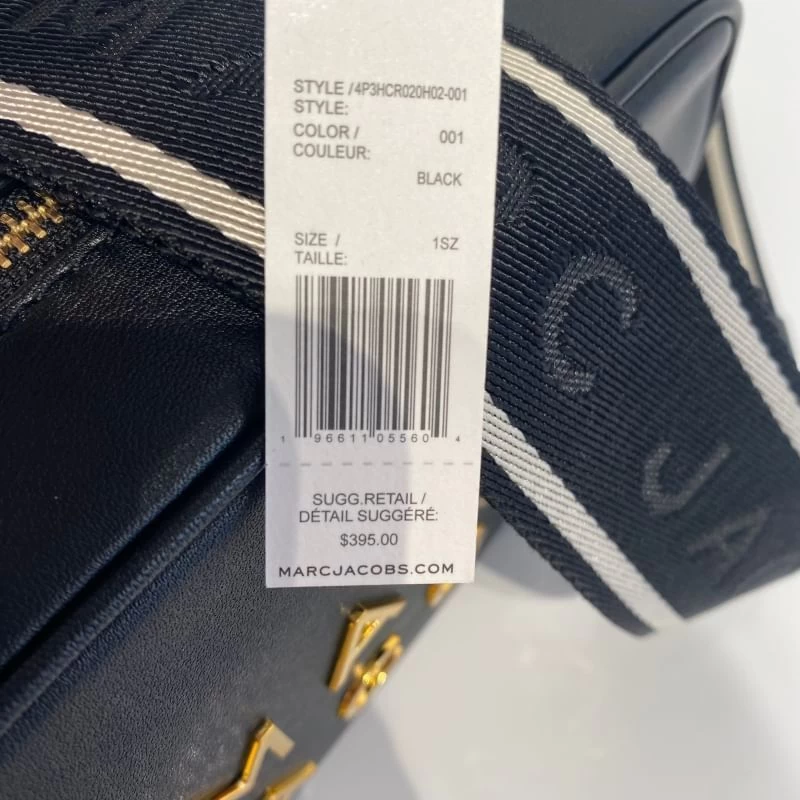 STYLE /4P3HCR020H02-001
STYLE:
COLOR / 001
COULEUR:
BLACK
SIZE / 1SZ
TAILLE:
1 96611 05560 4
SUGG.RETAIL /
DÉTAIL SUGGÉRÉ:
$395.00
MARCJACOBS.COM
C JA